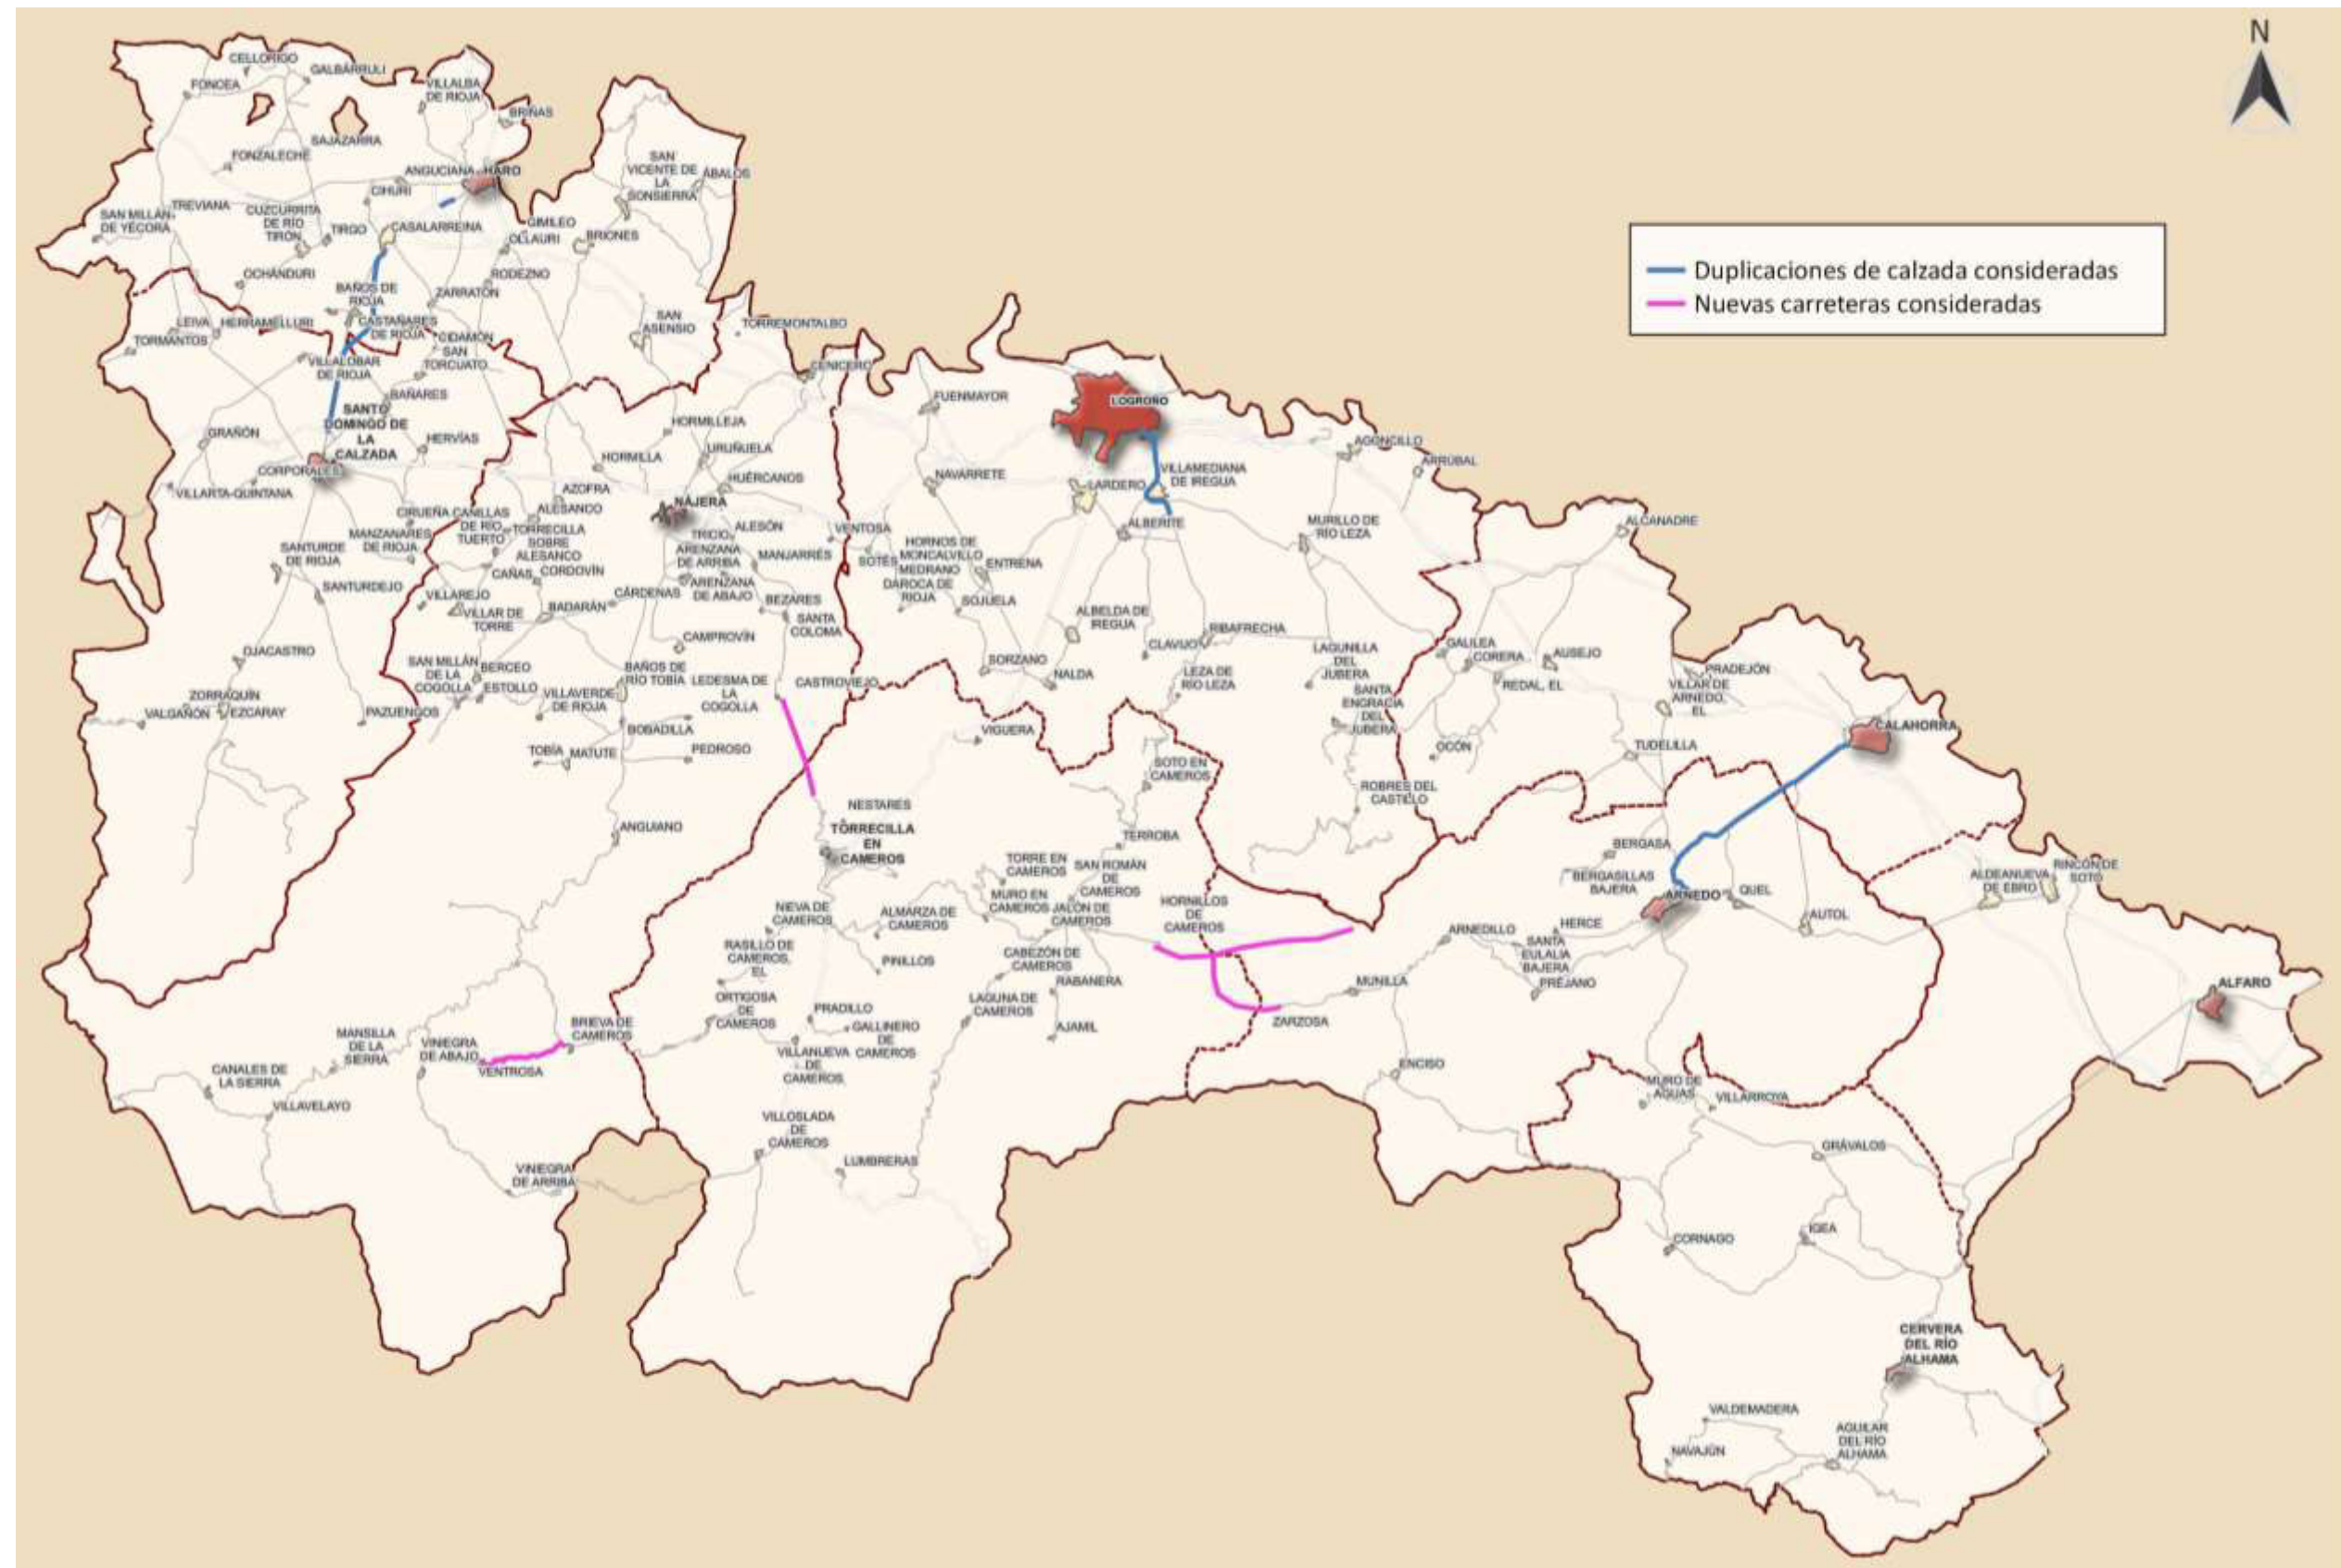 N
Duplicaciones de calzada consideradas
Nuevas carreteras consideradas
CELLORIGO
GALBÁRRULI
FONCEA
VILLALBA
DE RIOJA
BRIÑAS
SAJAZARRA
FONZALECHE
ANGUCIANA
HARO
CIHURI
SAN
VICENTE DE
LA
SONSIERRA
ÁBALOS
SAN MILLÁN
DE YÉCORA
TREVIANA
CUZCURRITA
DE RÍO
TIRÓN
TIRGO
CASALARREINA
GIMILEO
OLLAURI
BRIONES
OCHÁNDURI
RODEZNO
BAÑOS DE
RIOJA
ZARRATÓN
LEIVA
HERRAMELLURI
CASTAÑARES
DE RIOJA
CIDAMÓN
SAN
ASENSIO
TORREMONTALBO
TORMANTOS
VILLALOBAR
DE RIOJA
SAN
TORCUATO
CENICERO
BAÑARES
FUENMAYOR
LOGROÑO
SANTO
DOMINGO DE
LA
CALZADA
GRAÑÓN
HERVÍAS
HORMILLEJA
URUÑUELA
HORMILLA
AGONCILLO
ARRÚBAL
CORPORALES
VILLARTA-QUINTANA
AZOFRA
HUÉRCANOS
NAVARRETE
LARDERO
VILLAMEDIANA
DE IREGUA
NÁJERA
CIRUEÑA
CANILLAS
DE RÍO
TUERTO
ALESANCO
TORRECILLA
SOBRE
ALESANCO
TRICIO
ALESÓN
VENTOSA
ALBERITE
MURILLO DE
RÍO LEZA
ALCANADRE
MANZANARES
DE RIOJA
SANTURDE
DE RIOJA
ARENZANA
DE ARRIBA
MANJARRÉS
SOTÉS
HORNOS DE
MONCALVILLO
MEDRANO
ENTRENA
CAÑAS
CORDOVÍN
SANTURDEJO
VILLAREJO
VILLAR DE
TORRE
BADARÁN
CÁRDENAS
ARENZANA
DE ABAJO
BEZARES
DAROCA DE
RIOJA
SOJUELA
SANTA
COLOMA
ALBELDA DE
IREGUA
CAMPROVÍN
CLAVIJO
RIBAFRECHA
OJACASTRO
SAN MILLÁN
DE LA
COGOLLA
BERCEO
ESTOLLO
BAÑOS DE
RÍO TOBÍA
LEDESMA DE
LA
COGOLLA
CASTROVIEJO
SORZANO
NALDA
LEZA DE
RÍO LEZA
LAGUNILLA
DEL
JUBERA
GALILEA
CORERA
AUSEJO
REDAL, EL
PRADEJÓN
VILLAR DE
ARNEDO,
EL
ZORRAQUÍN
VALGAÑÓN
EZCARAY
PAZUENGOS
VILLAVERDE
DE RIOJA
SANTA
ENGRACIA
DEL
JUBERA
CALAHORRA
BOBADILLA
VIGUERA
TOBÍA
MATUTE
PEDROSO
OCÓN
TUDELILLA
SOTO EN
CAMEROS
ROBRES DEL
CASTILLO
NESTARES
ANGUIANO
TORRECILLA
EN
CAMEROS
TERROBA
BERGASA
TORRE EN
CAMEROS
SAN ROMÁN
DE
CAMEROS
BERGASILLAS
BAJERA
ARNEDO
QUEL
ALDEANUEVA
DE EBRO
RINCÓN DE
SOTO
MURO EN
CAMEROS
JALÓN DE
CAMEROS
HORNILLOS
DE
CAMEROS
NIEVA DE
CAMEROS
ALMARZA DE
CAMEROS
AUTOL
HERCE
ARNEDILLO
SANTA
EULALIA
BAJERA
RASILLO DE
CAMEROS,
EL
PINILLOS
CABEZÓN DE
CAMEROS
RABANERA
MUNILLA
PRÉJANO
ALFARO
ORTIGOSA
DE
CAMEROS
PRADILLO
LAGUNA DE
CAMEROS
GALLINERO
DE
CAMEROS
AJAMIL
ZARZOSA
MANSILLA
DE LA
SIERRA
VINIEGRA
DE ABAJO
BRIEVA DE
CAMEROS
VENTROSA
VILLANUEVA
DE
CAMEROS
ENCISO
CANALES DE
LA SIERRA
VILLAVELAYO
MURO DE
AGUAS
VILLARROYA
VILLOSLADA
DE
CAMEROS
LUMBRERAS
GRÁVALOS
VINIEGRA
DE ARRIBA
CORNAGO
IGEA
CERVERA
DEL RÍO
ALHAMA
VALDEMADERA
NAVAJÚN
AGUILAR
DEL RÍO
ALHAMA